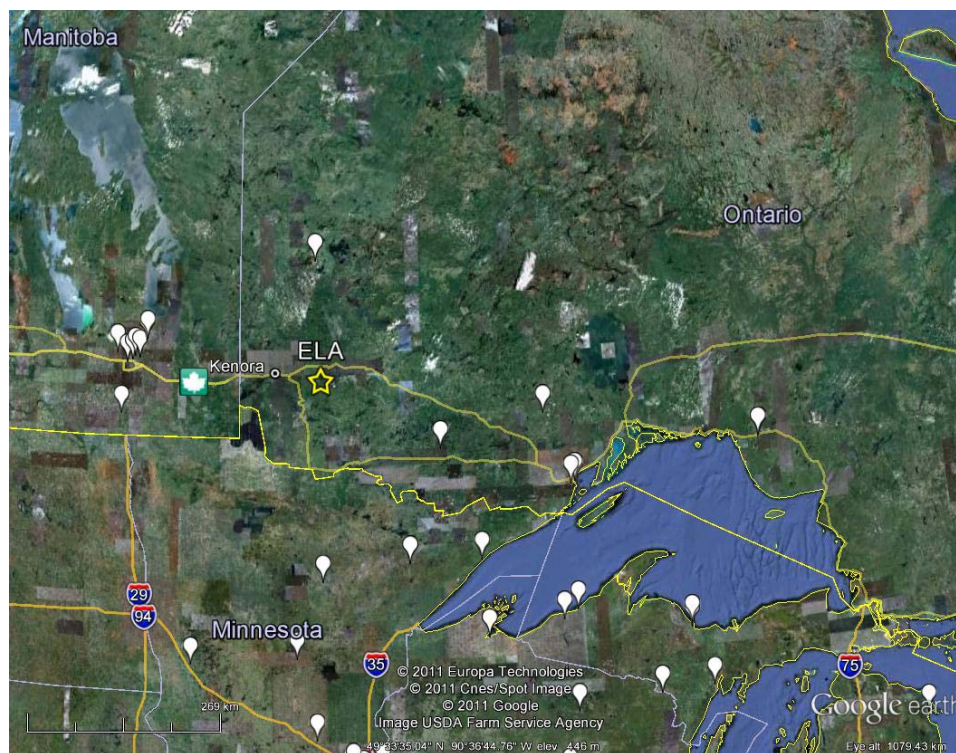 Manitoba
Ontario
ELA
Kenora
29
94
Minnesota
35
75
© 2011 Europa Technologies
© 2011 Cnes/Spot Image
© 2011 Google
Image USDA Farm Service Agency
Google earth
269 km
49°33'35.04" N 90°36'44.76" W elev 446 m
Eye alt 1079.43 km